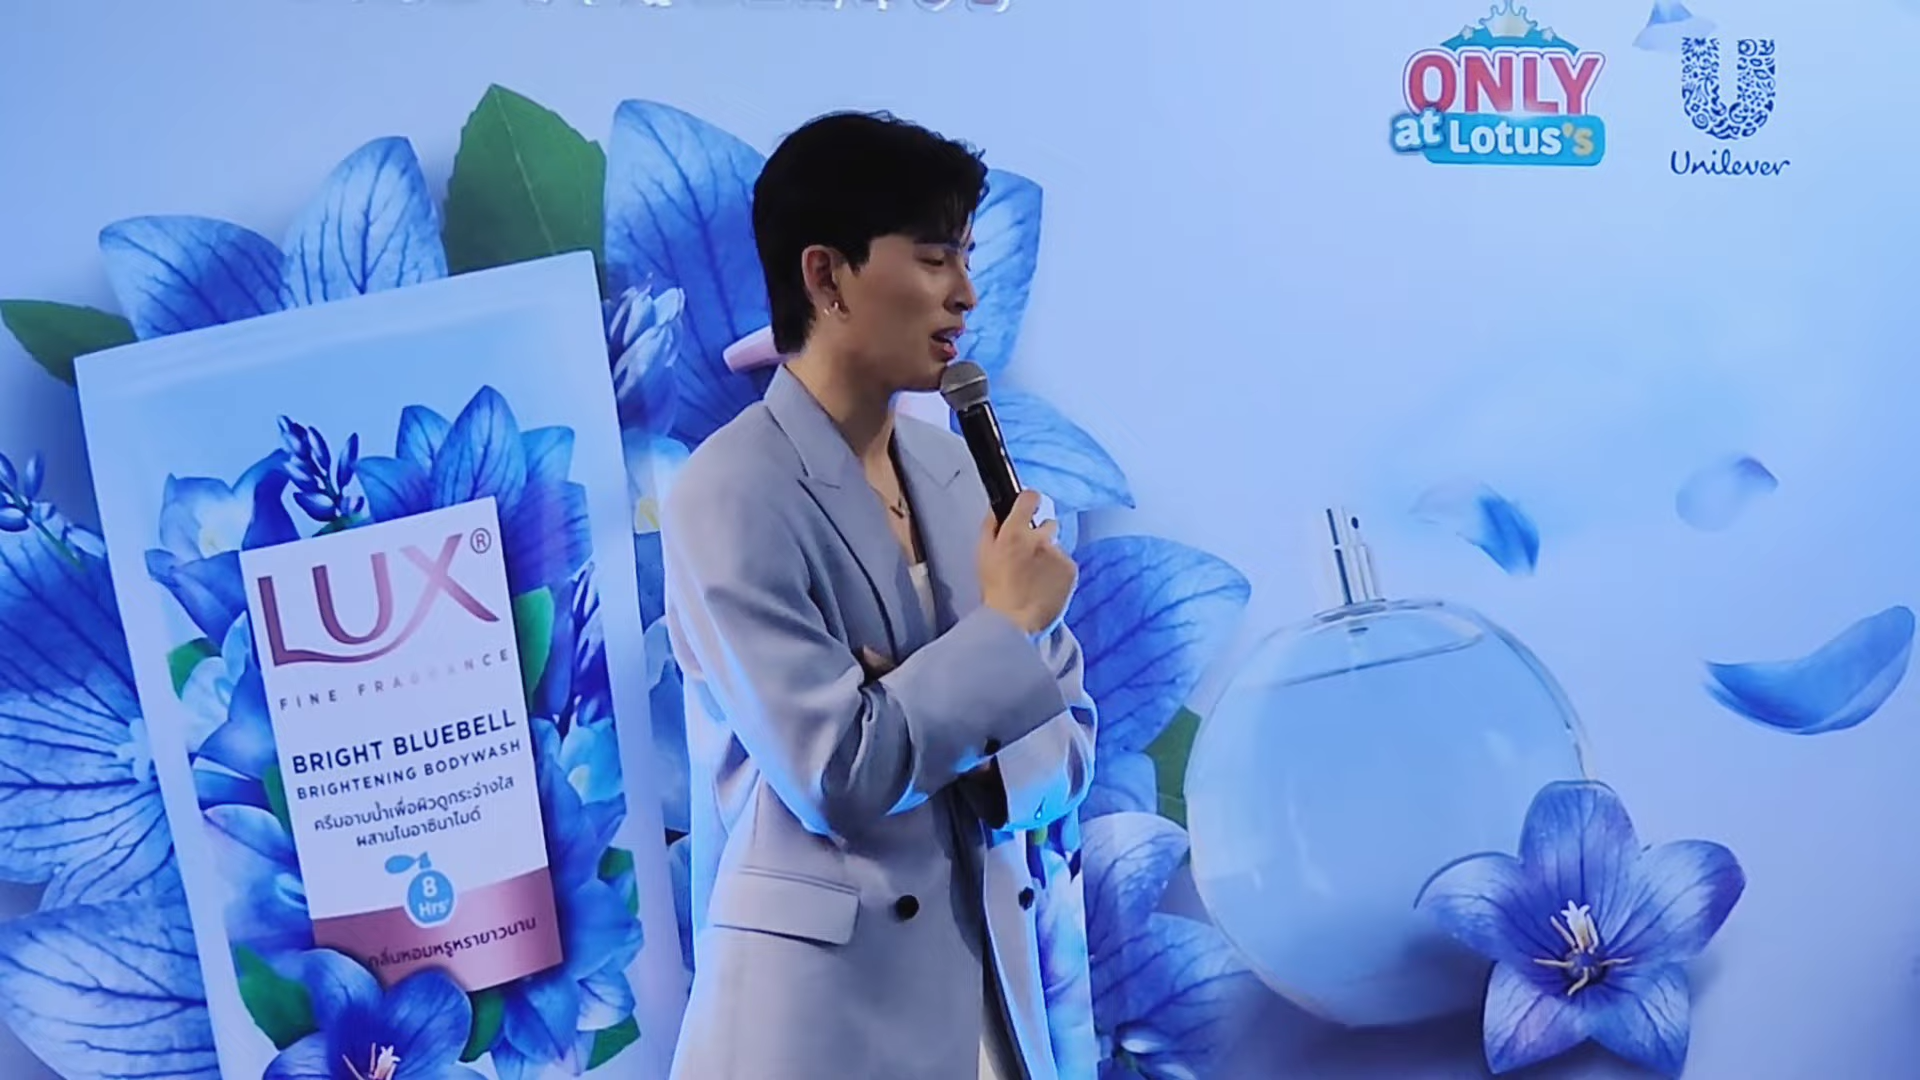 ONLY
at Lotus's
Unilever
LUX®
FINE FRAGRANCE
BRIGHT BLUEBELL
BRIGHTENING BODYWASH
ครีมอาบน้ำเพื่อผิวดูกระจ่างใส
ผสานไนอาซินาไมด์
8
Hrs
กลิ่นหอมหรูหรายาวนาน